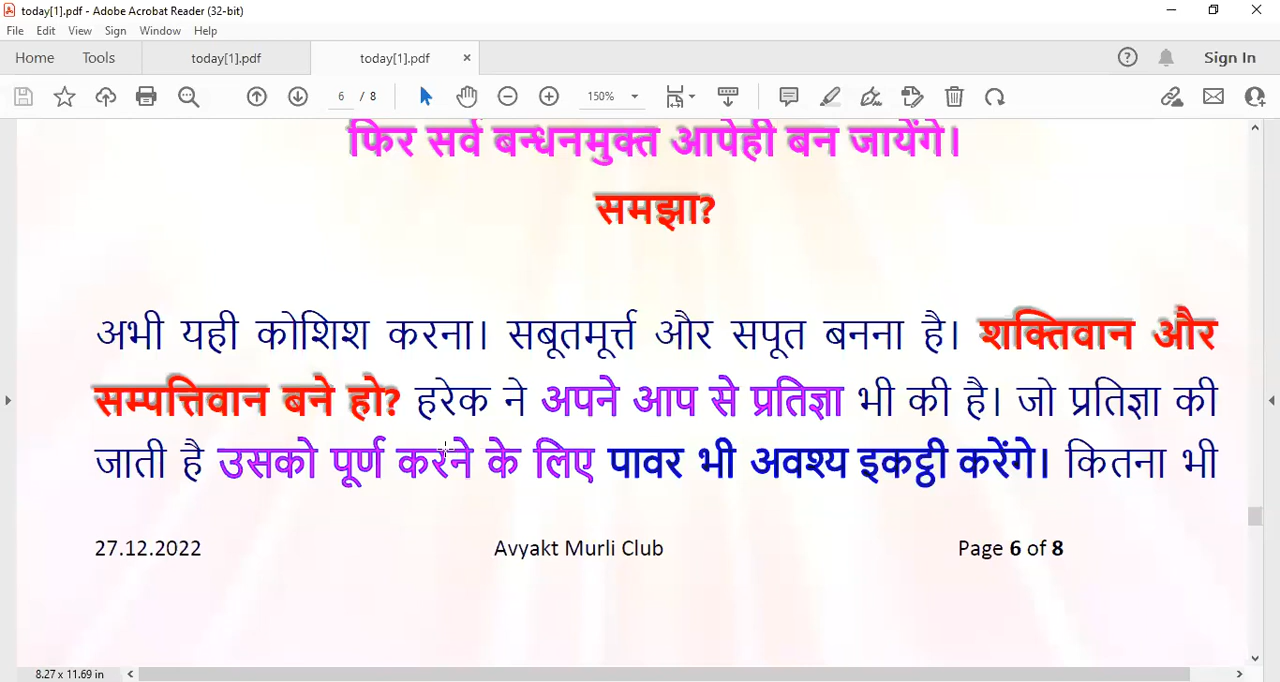 today[1].pdf - Adobe Acrobat Reader (32-bit)
File Edit View Sign Window Help
Home Tools today[1].pdf today[1].pdf × ? Sign In
6 / 8 150%
फिर सर्व बन्धनमुक्त आपेही बन जायेंगे।
समझा?
अभी यही कोशिश करना। सबूतमूर्त्त और सपूत बनना है। शक्तिवान और
सम्पत्तिवान बने हो? हरेक ने अपने आप से प्रतिज्ञा भी की है। जो प्रतिज्ञा की
जाती है उसको पूर्ण करने के लिए पावर भी अवश्य इकट्ठी करेंगे। कितना भी
27.12.2022 Avyakt Murli Club Page 6 of 8
8.27 x 11.69 in